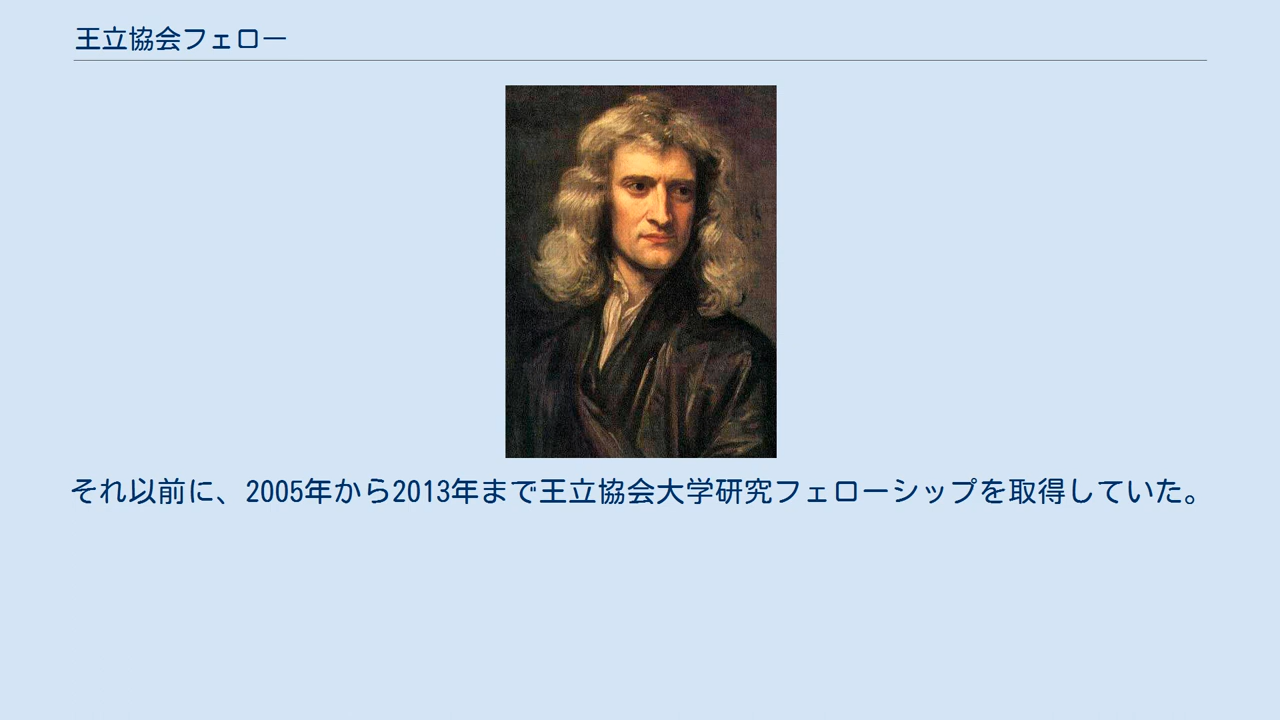 王立協会フェロー
それ以前に、2005年から2013年まで王立協会大学研究フェローシップを取得していた。